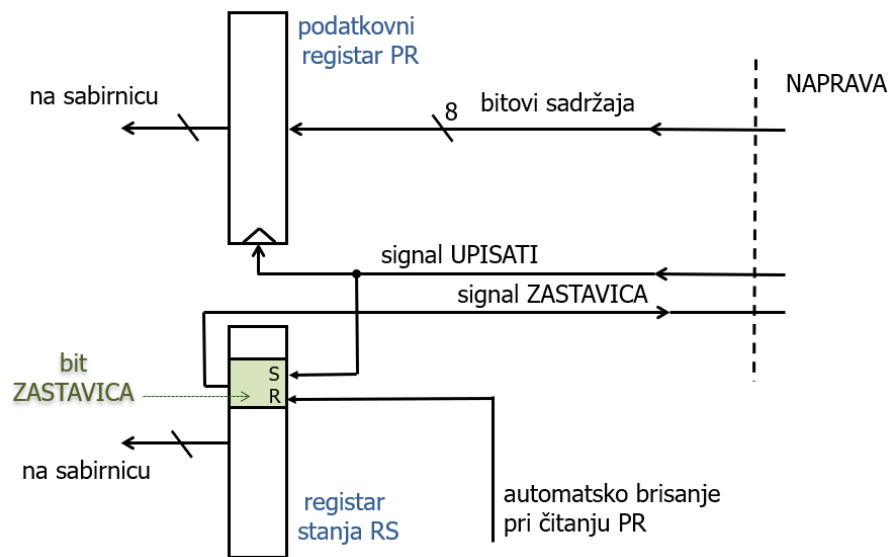 podatkovni
registar PR
na sabirnicu
8
bitovi sadržaja
NAPRAVA
signal UPISATI
signal ZASTAVICA
bit
ZASTAVICA
S
R
na sabirnicu
registar
stanja RS
automatsko brisanje
pri čitanju PR